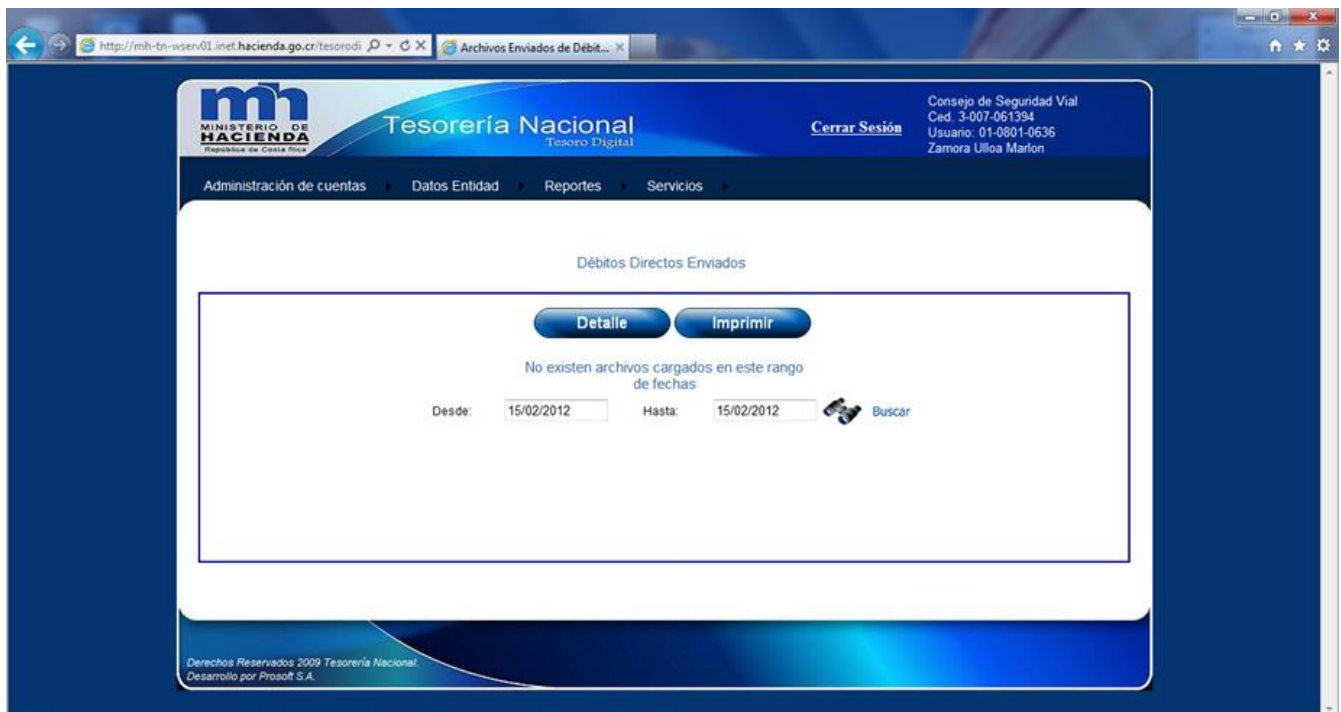 http://mh-tn-wserv01.inet.hacienda.go.cr/tesorodi
Archivos Enviados de Débit...
mh
MINISTERIO DE
HACIENDA
República de Costa Rica
Tesorería Nacional
Tesoro Digital
Cerrar Sesión
Consejo de Seguridad Vial
Ced. 3-007-061394
Usuario: 01-0801-0636
Zamora Ulloa Marlon
Administración de cuentas Datos Entidad Reportes Servicios
Débitos Directos Enviados
Detalle Imprimir
No existen archivos cargados en este rango
de fechas
Desde: 15/02/2012 Hasta: 15/02/2012 Buscar
Derechos Reservados 2009 Tesorería Nacional.
Desarrollo por Prosoft S.A.